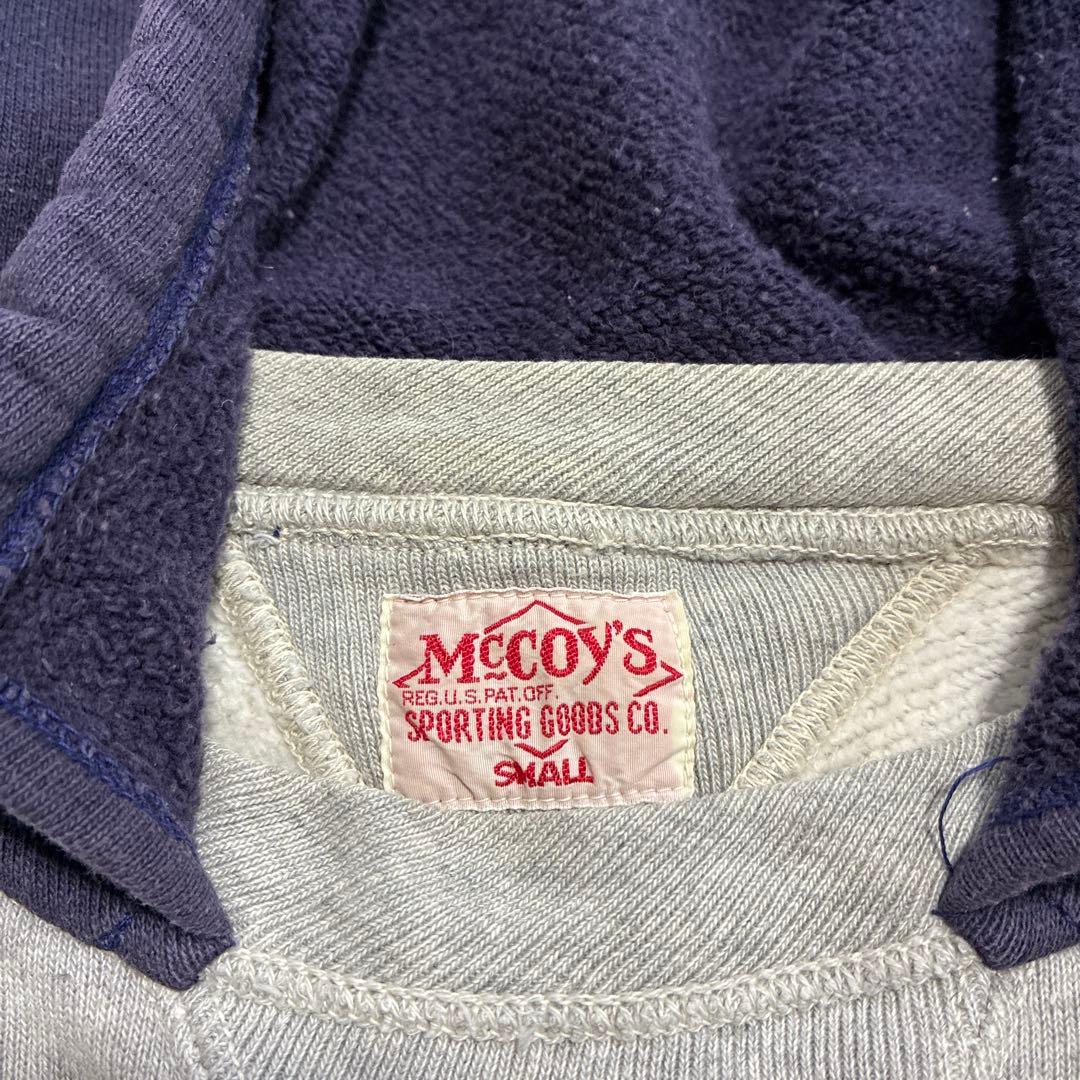 McCOY'S
REG.U.S.PAT.OFF.
SPORTING GOODS CO.
SMALL